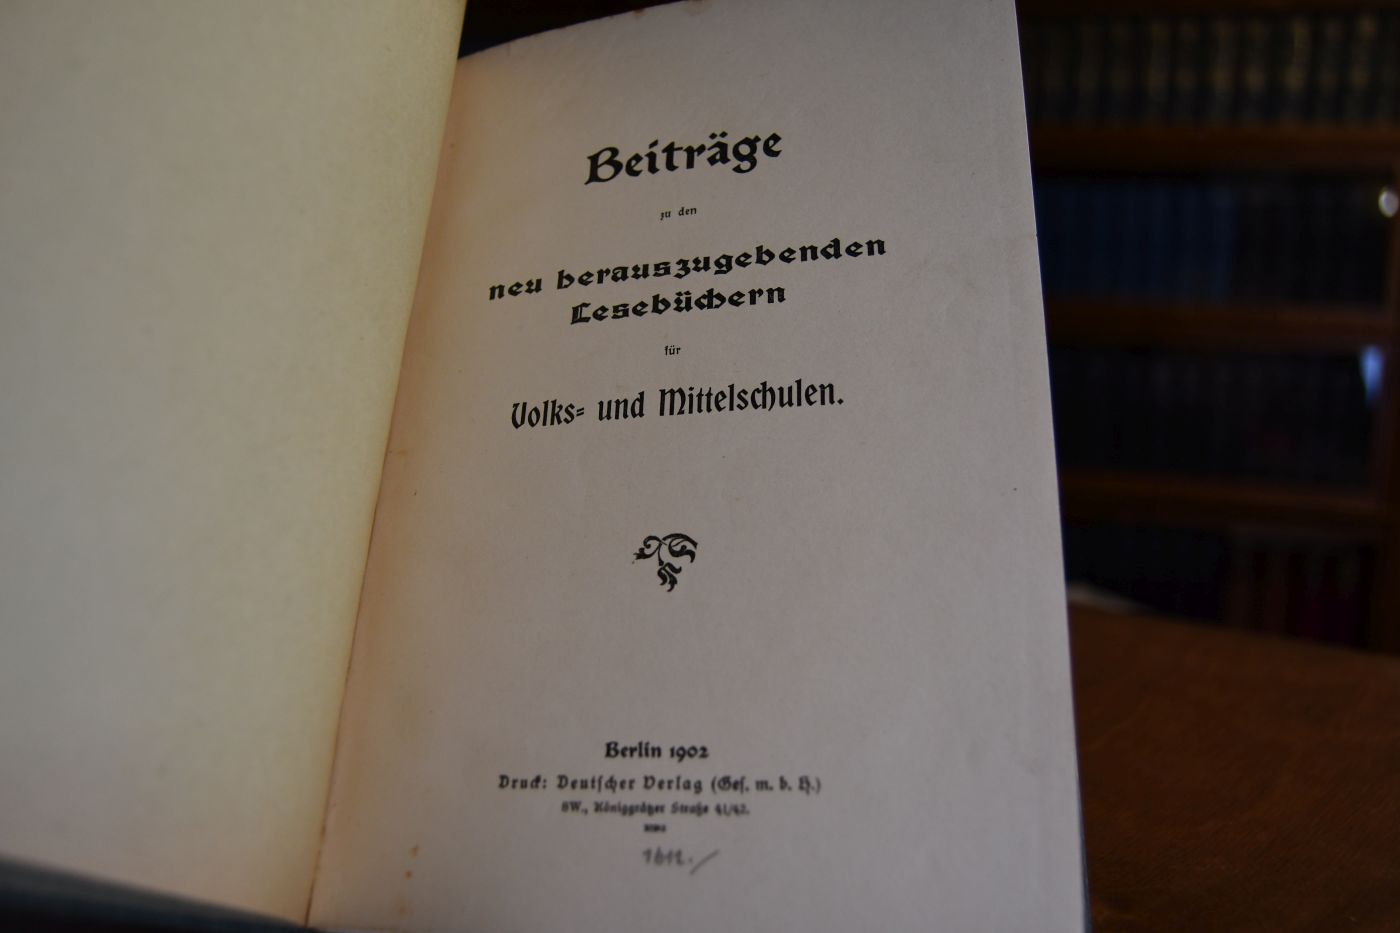 Beiträge
zu den
neu herauszugebenden
Lesebüchern
für
Volks= und Mittelschulen.
Berlin 1902
Druck: Deutscher Verlag (Ges. m. b. H.)
SW., Königgrätzer Straße 41/42.